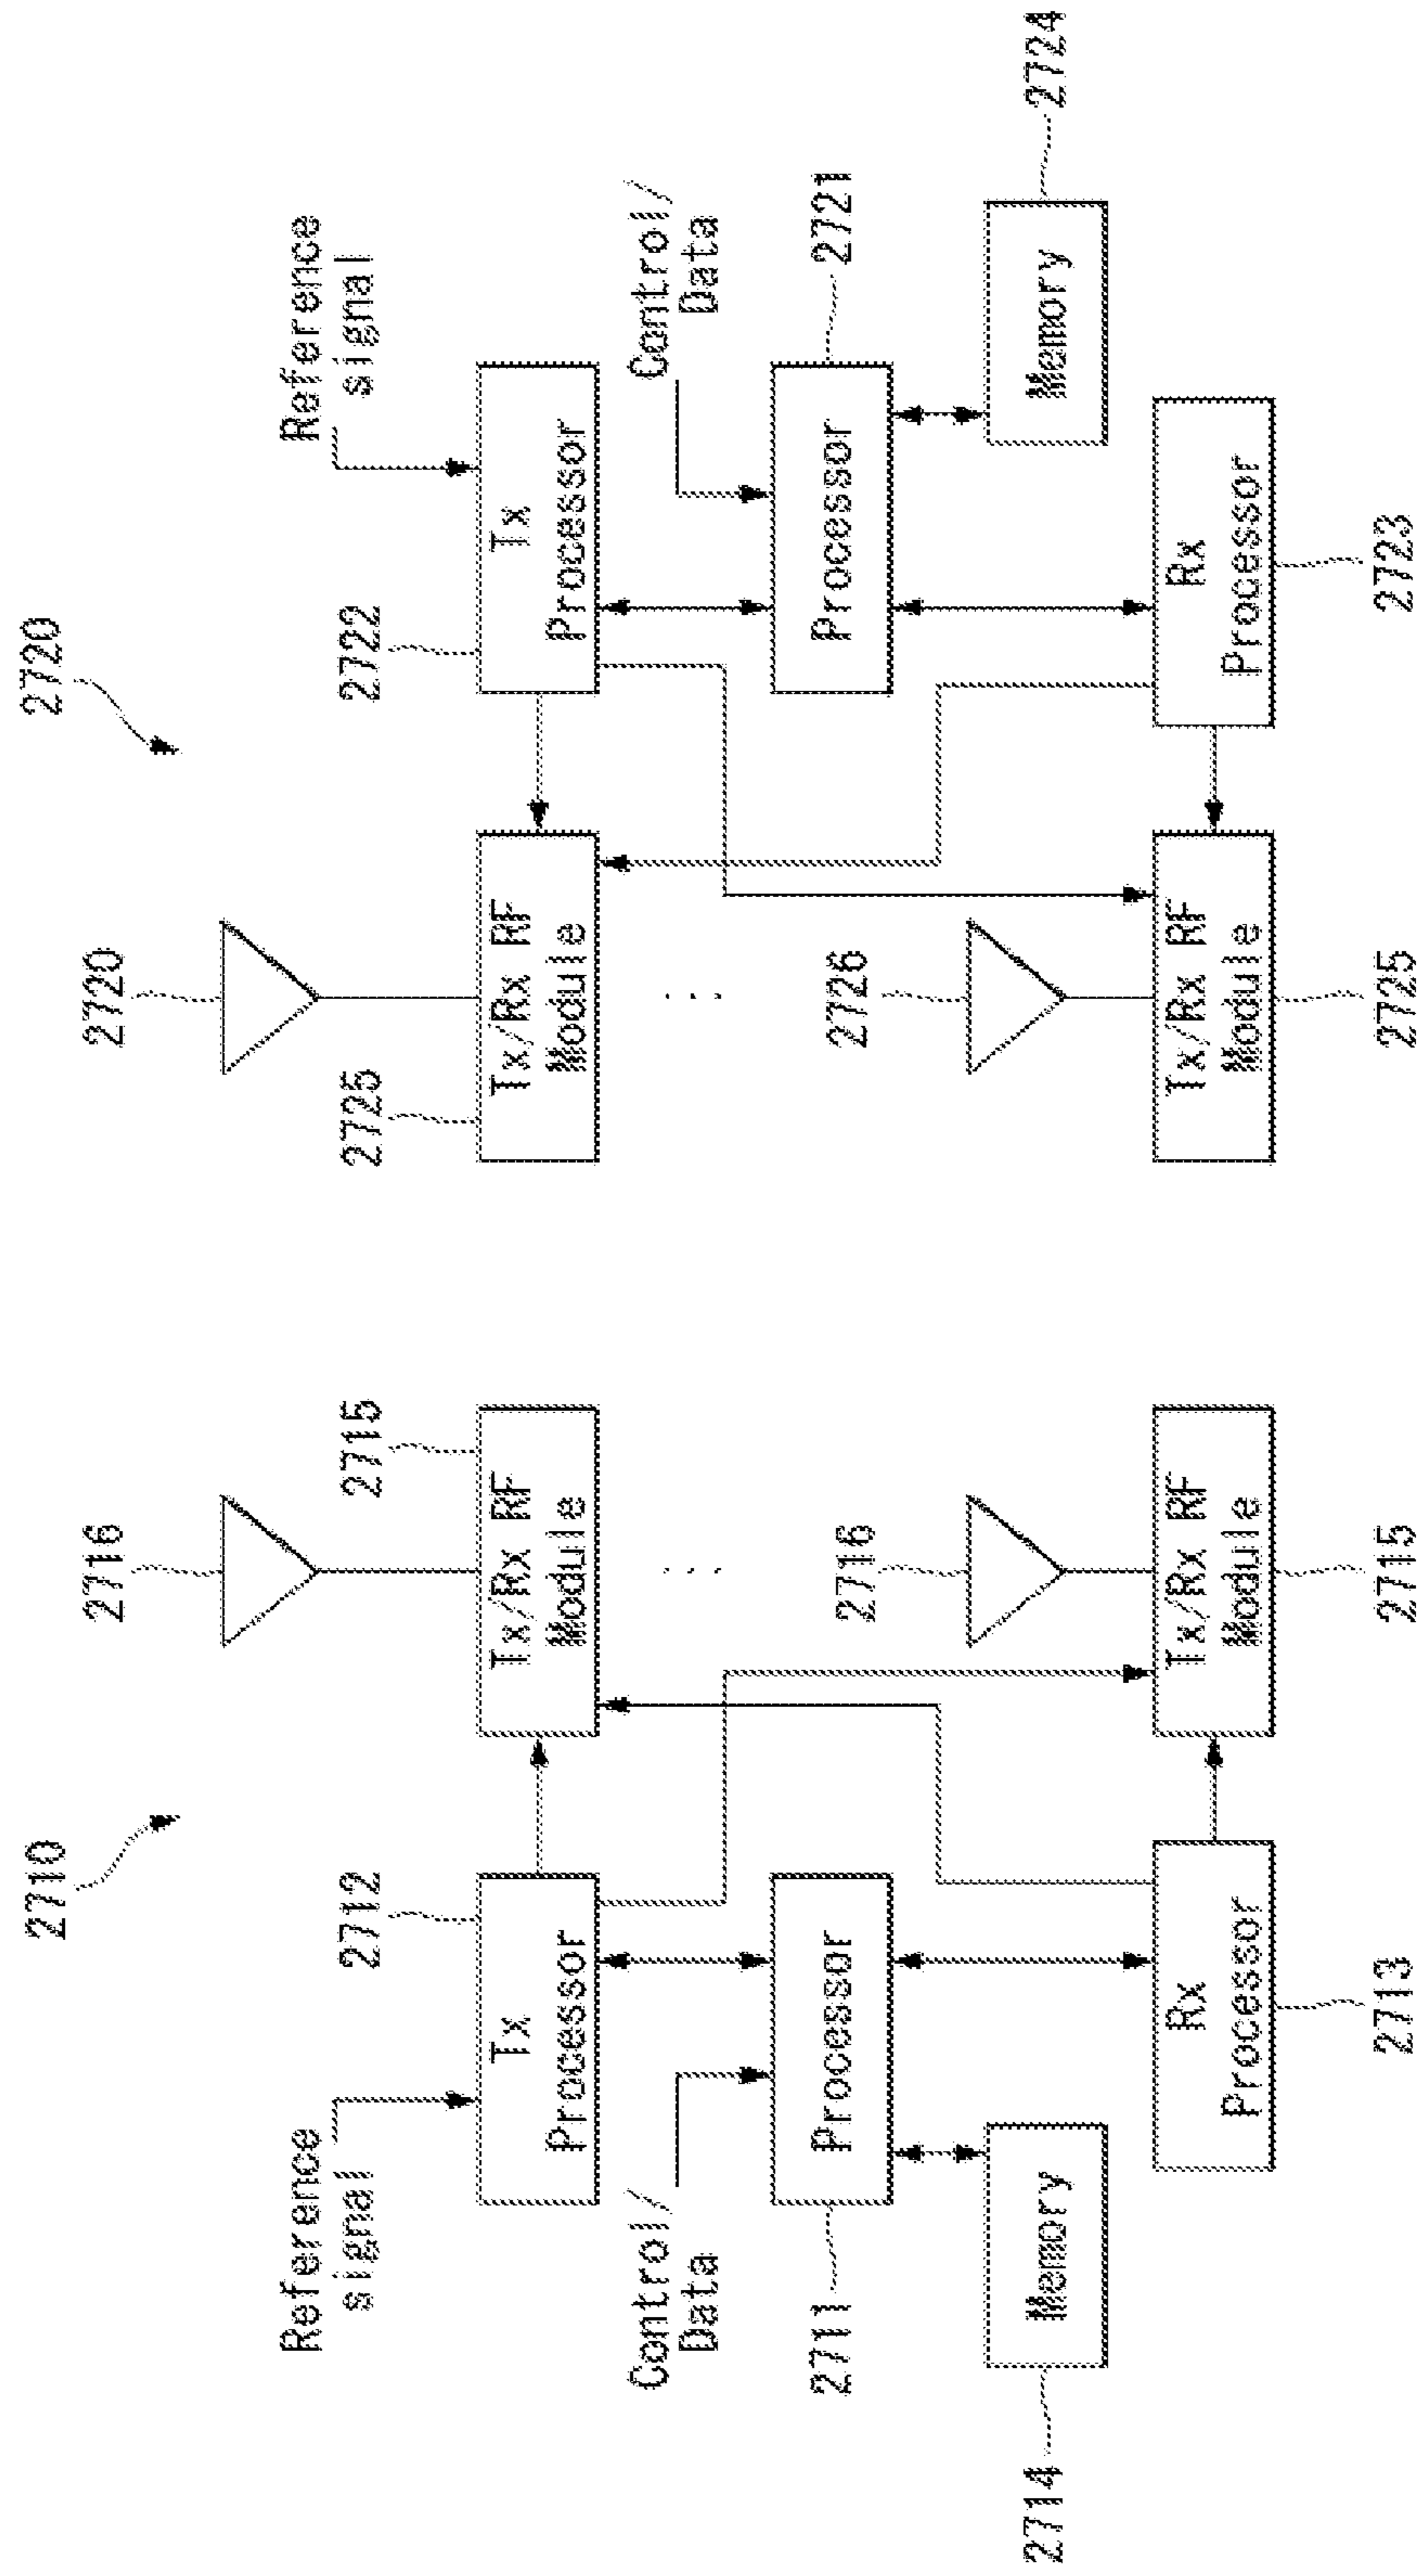 2710
2720
2716
2720
Reference
signal
2712
2715
2725
2722
Reference
signal
Tx
Processor
Tx/Rx RF
Module
Tx/Rx RF
Module
Tx
Processor
Control/
Data
Control/
Data
2711
Processor
2716
2726
Processor
2721
2714
Memory
Memory
2724
Rx
Processor
Tx/Rx RF
Module
Tx/Rx RF
Module
Rx
Processor
2713
2715
2725
2723